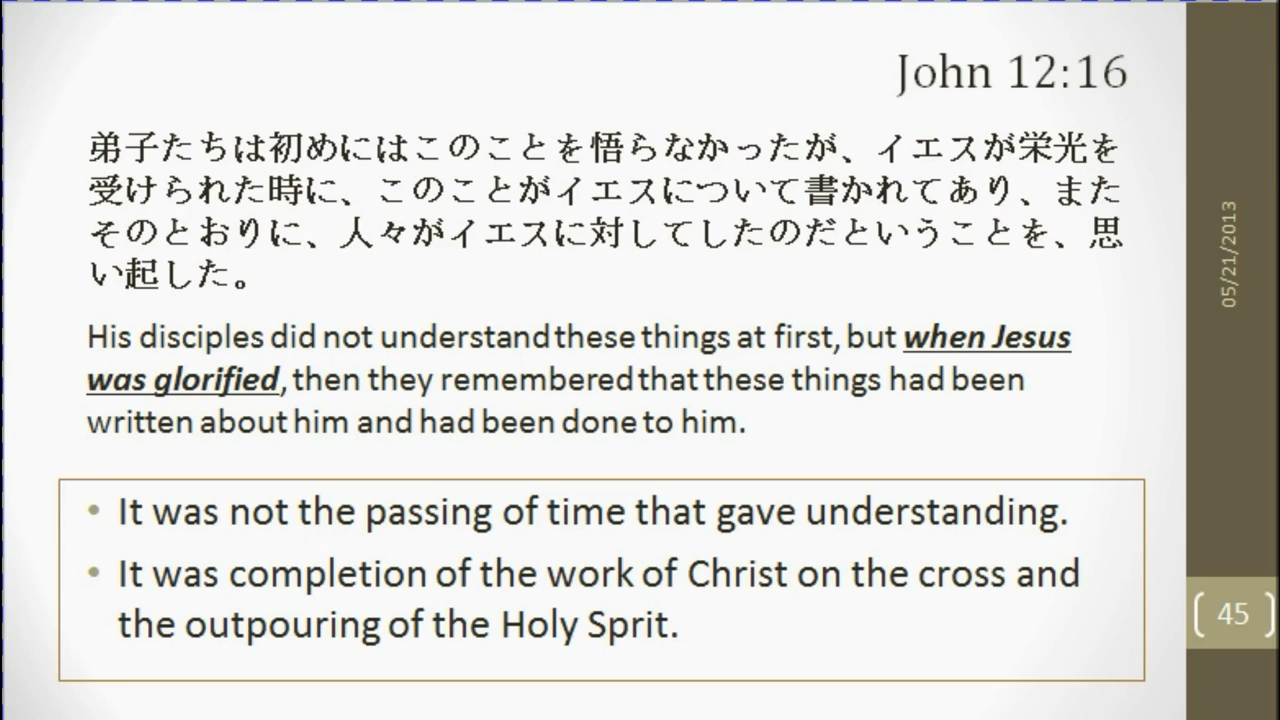 John 12:16
弟子たちは初めにはこのことを悟らなかったが、イエスが栄光を
受けられた時に、このことがイエスについて書かれてあり、また
そのとおりに、人々がイエスに対してしたのだということを、思
い起した。
His disciples did not understand these things at first, but when Jesus
was glorified, then they remembered that these things had been
written about him and had been done to him.
• It was not the passing of time that gave understanding.
• It was completion of the work of Christ on the cross and
the outpouring of the Holy Sprit.
05/21/2013
45